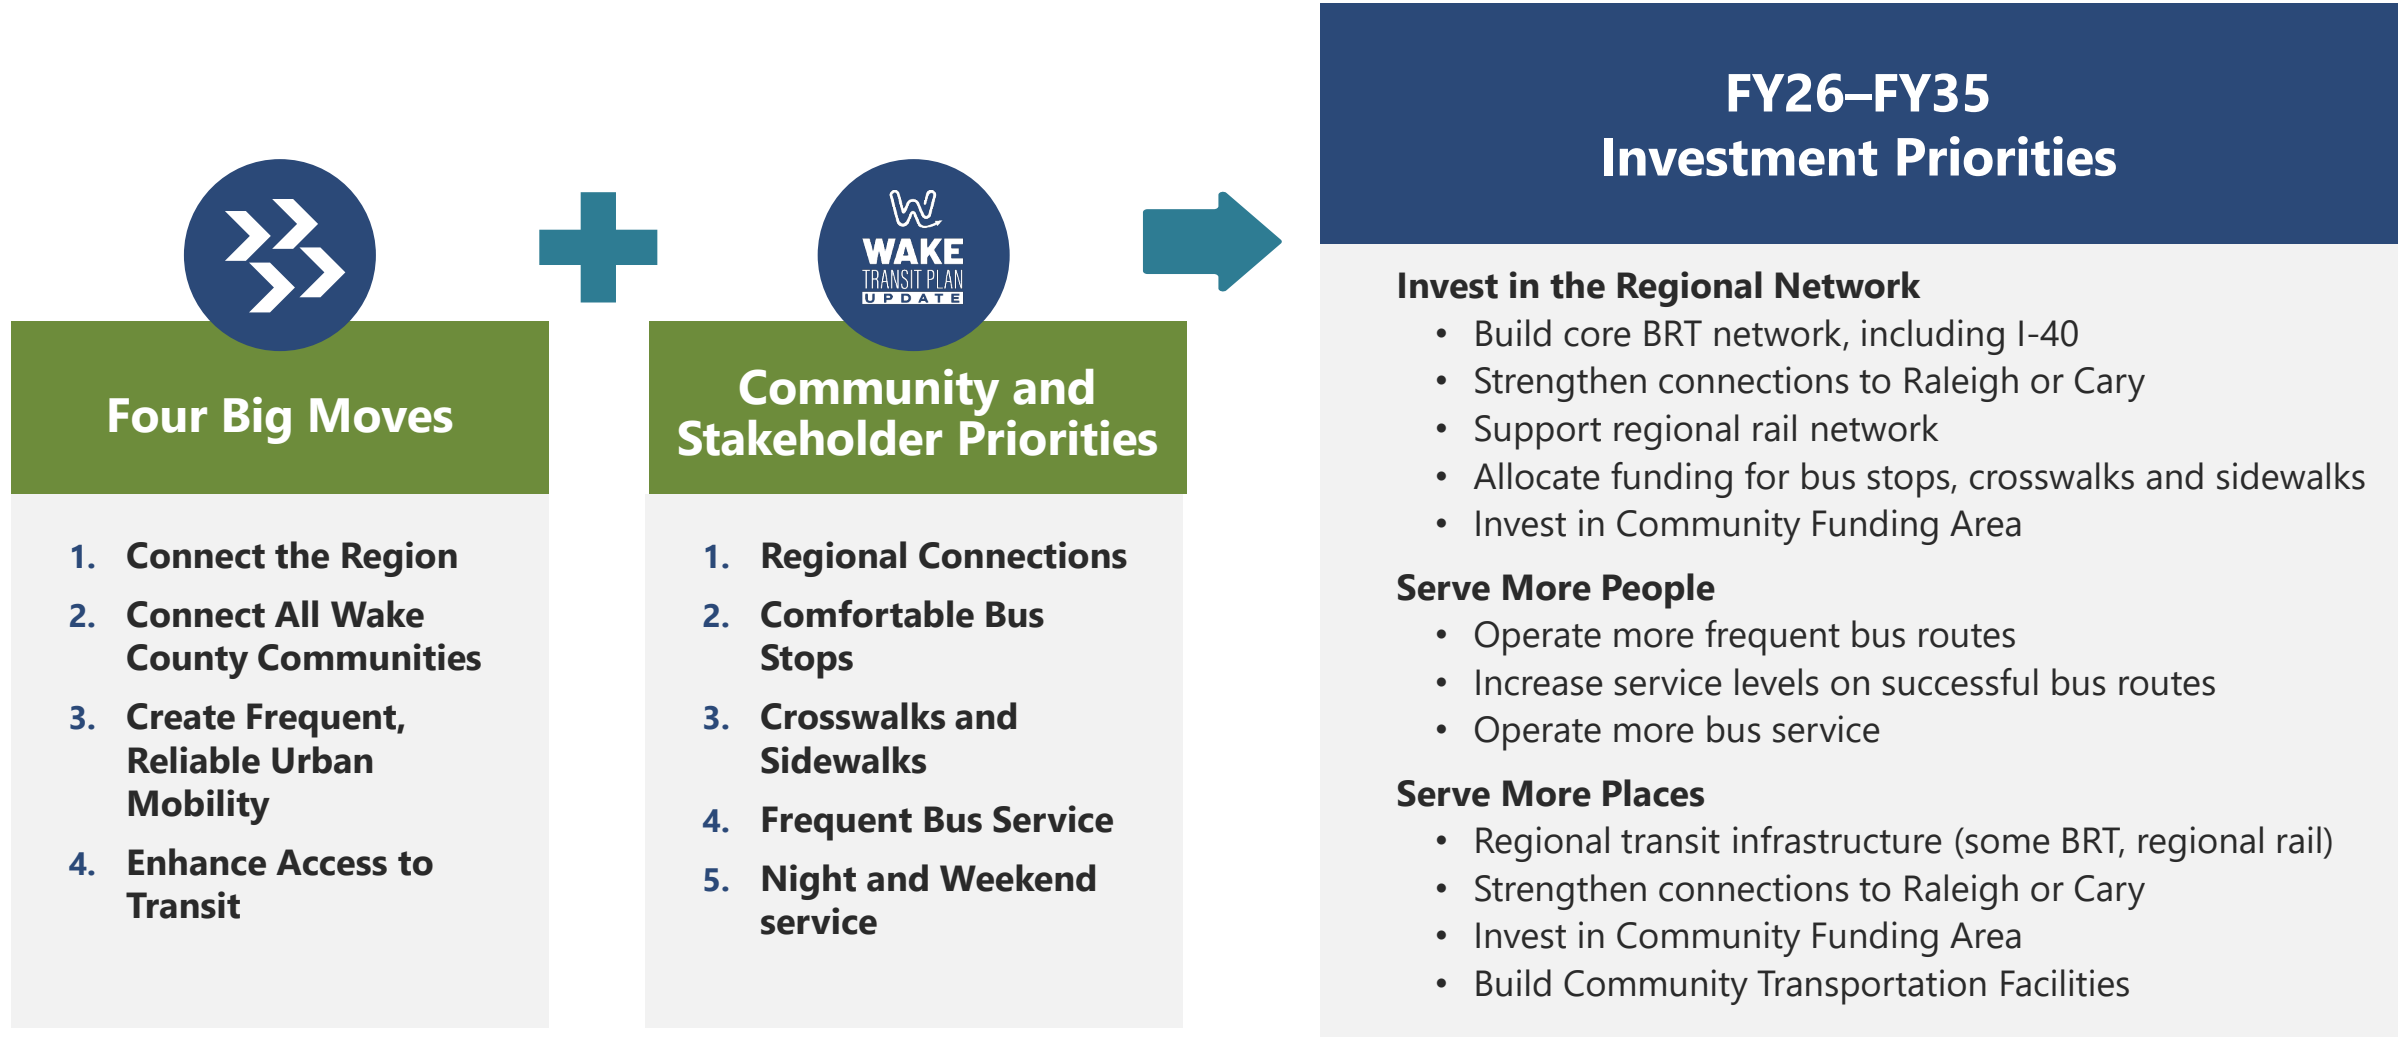 WAKE
TRANSIT PLAN
UPDATE
Four Big Moves
1. Connect the Region
2. Connect All Wake
County Communities
3. Create Frequent,
Reliable Urban
Mobility
4. Enhance Access to
Transit
Community and
Stakeholder Priorities
1. Regional Connections
2. Comfortable Bus
Stops
3. Crosswalks and
Sidewalks
4. Frequent Bus Service
5. Night and Weekend
service
FY26–FY35
Investment Priorities
Invest in the Regional Network
• Build core BRT network, including I-40
• Strengthen connections to Raleigh or Cary
• Support regional rail network
• Allocate funding for bus stops, crosswalks and sidewalks
• Invest in Community Funding Area
Serve More People
• Operate more frequent bus routes
• Increase service levels on successful bus routes
• Operate more bus service
Serve More Places
• Regional transit infrastructure (some BRT, regional rail)
• Strengthen connections to Raleigh or Cary
• Invest in Community Funding Area
• Build Community Transportation Facilities